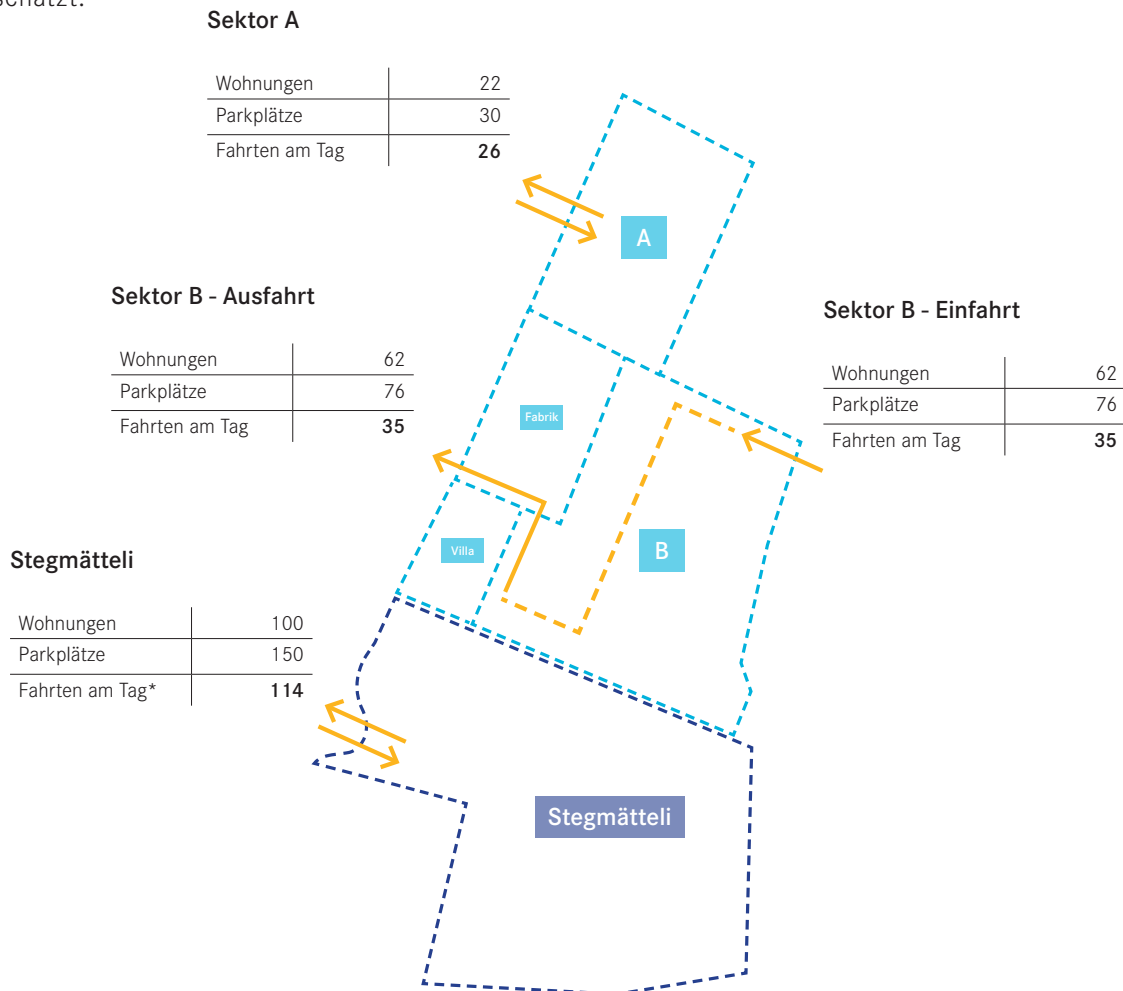 schätzt.
Sektor A
Wohnungen 22
Parkplätze 30
Fahrten am Tag 26
A
Sektor B - Ausfahrt
Wohnungen 62
Parkplätze 76
Fahrten am Tag 35
Sektor B - Einfahrt
Wohnungen 62
Parkplätze 76
Fahrten am Tag 35
Fabrik
Villa
B
Stegmätteli
Wohnungen 100
Parkplätze 150
Fahrten am Tag* 114
Stegmätteli